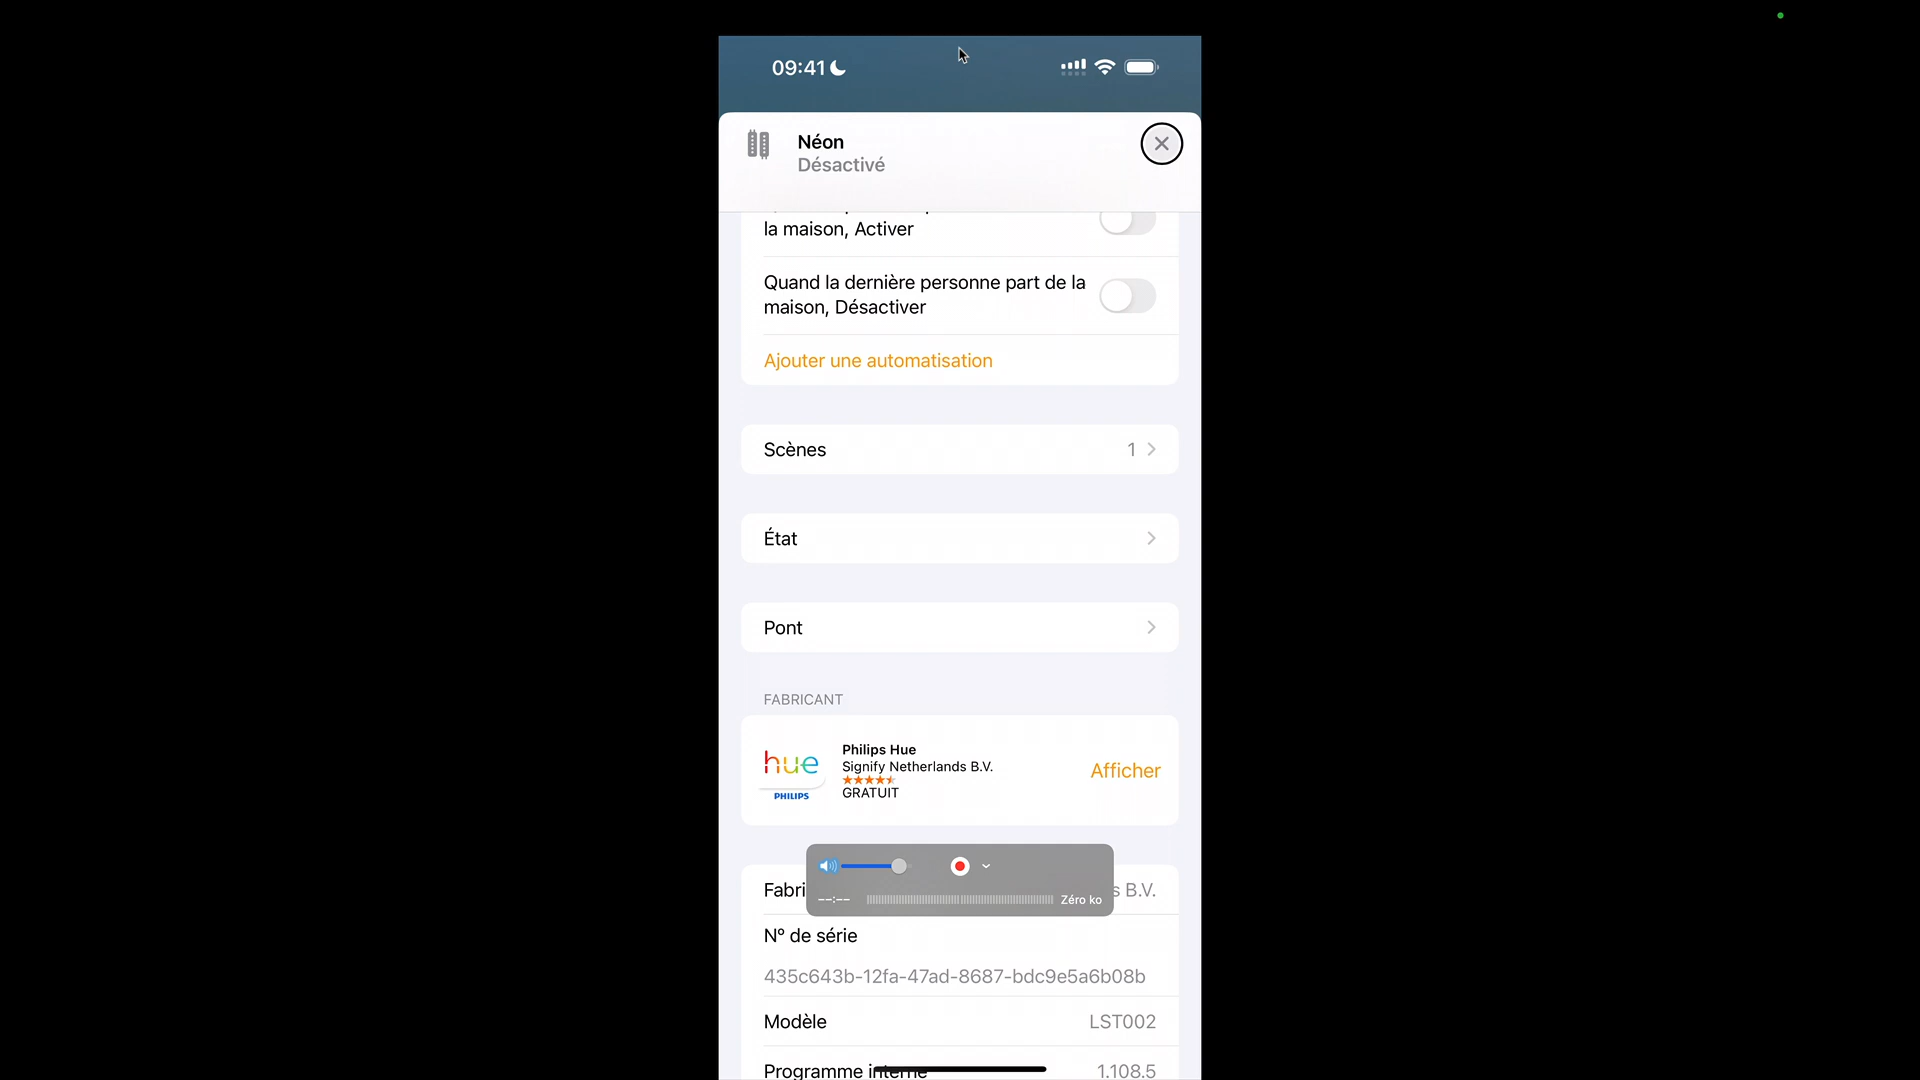 09:41
Néon
Désactivé
la maison, Activer
Quand la dernière personne part de la
maison, Désactiver
Ajouter une automatisation
Scènes 1
État
Pont
FABRICANT
hue
PHILIPS
Philips Hue
Signify Netherlands B.V.
GRATUIT
Afficher
--:-- Zéro ko
Fabri s B.V.
N° de série
435c643b-12fa-47ad-8687-bdc9e5a6b08b
Modèle LST002
Programme interne 1.108.5